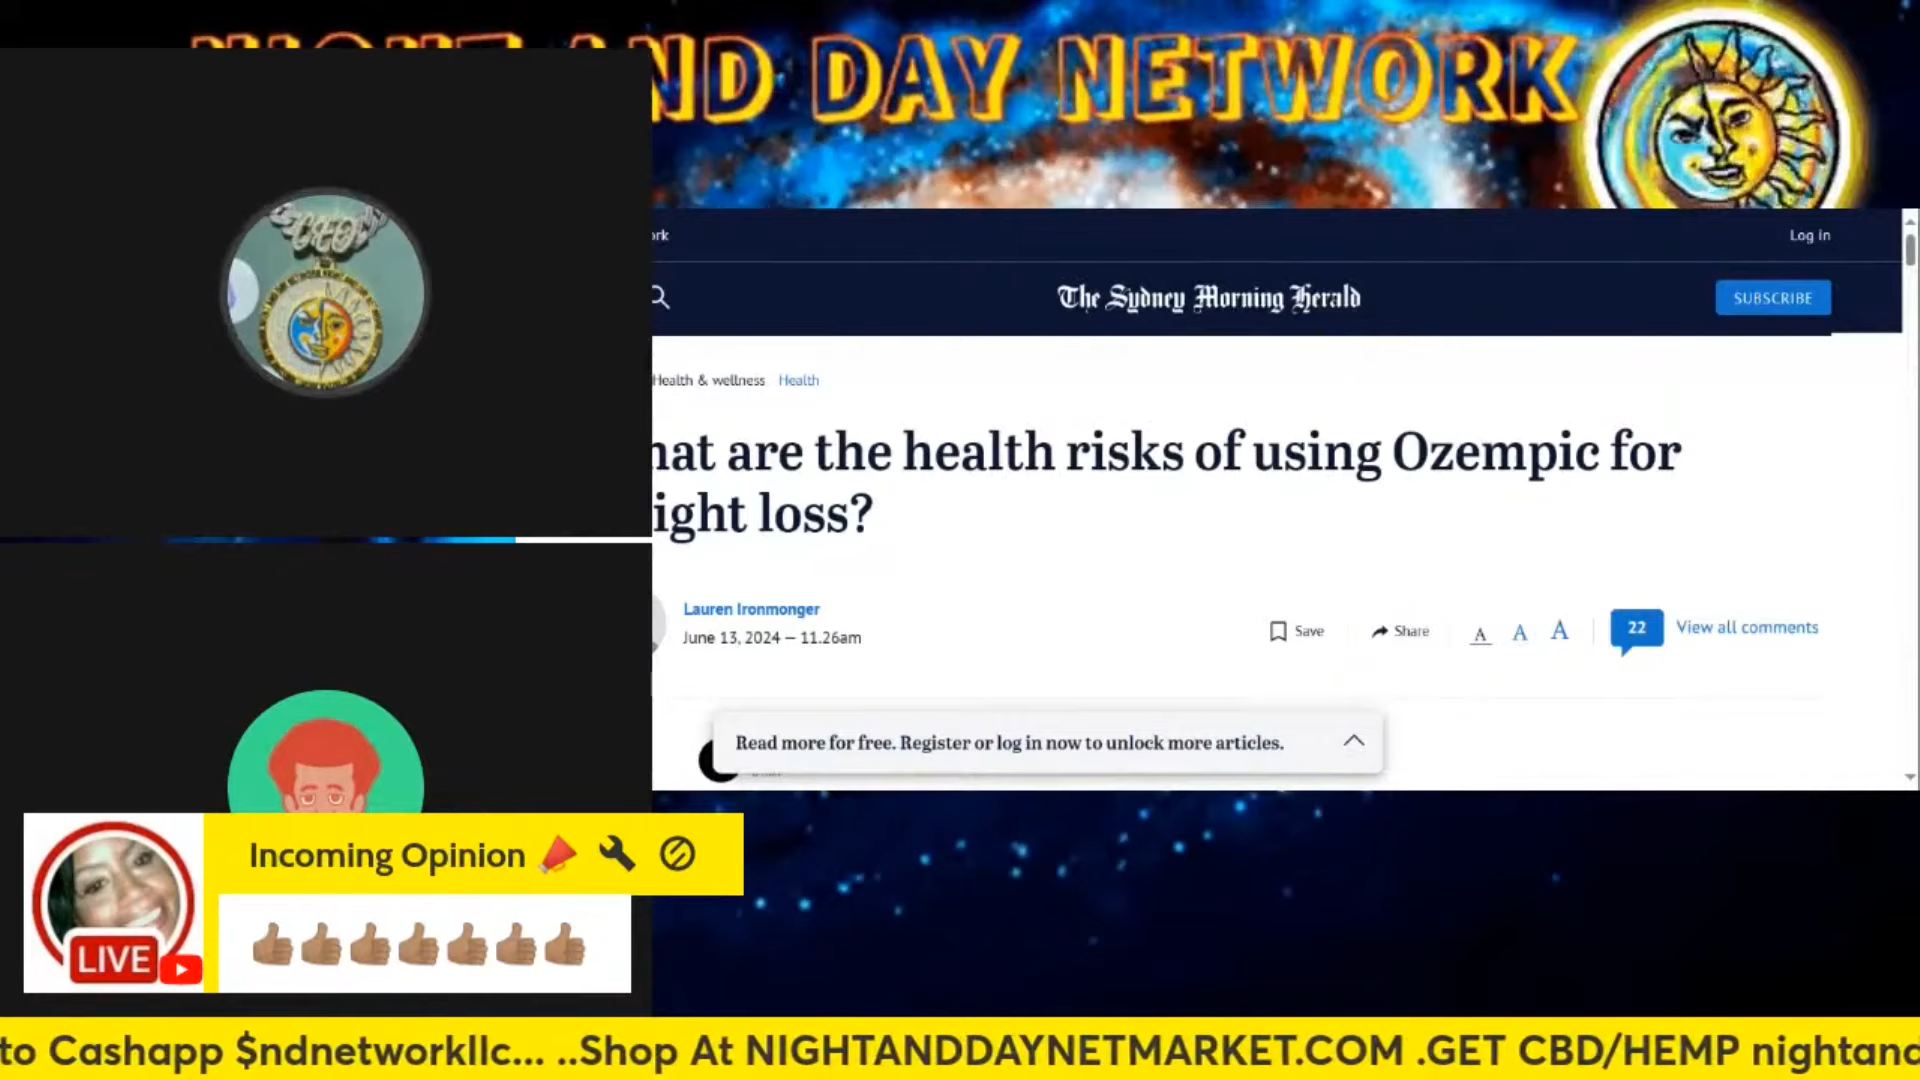 AND DAY NETWORK
CEO
Log in
The Sydney Morning Herald
SUBSCRIBE
Health & wellness Health
hat are the health risks of using Ozempic for
ight loss?
Lauren Ironmonger
June 13, 2024 — 11.26am
Save
Share
A A A
22
View all comments
Read more for free. Register or log in now to unlock more articles.
Incoming Opinion
LIVE
to Cashapp $ndnetworkllc... ..Shop At NIGHTANDDAYNETMARKET.COM .GET CBD/HEMP nightand